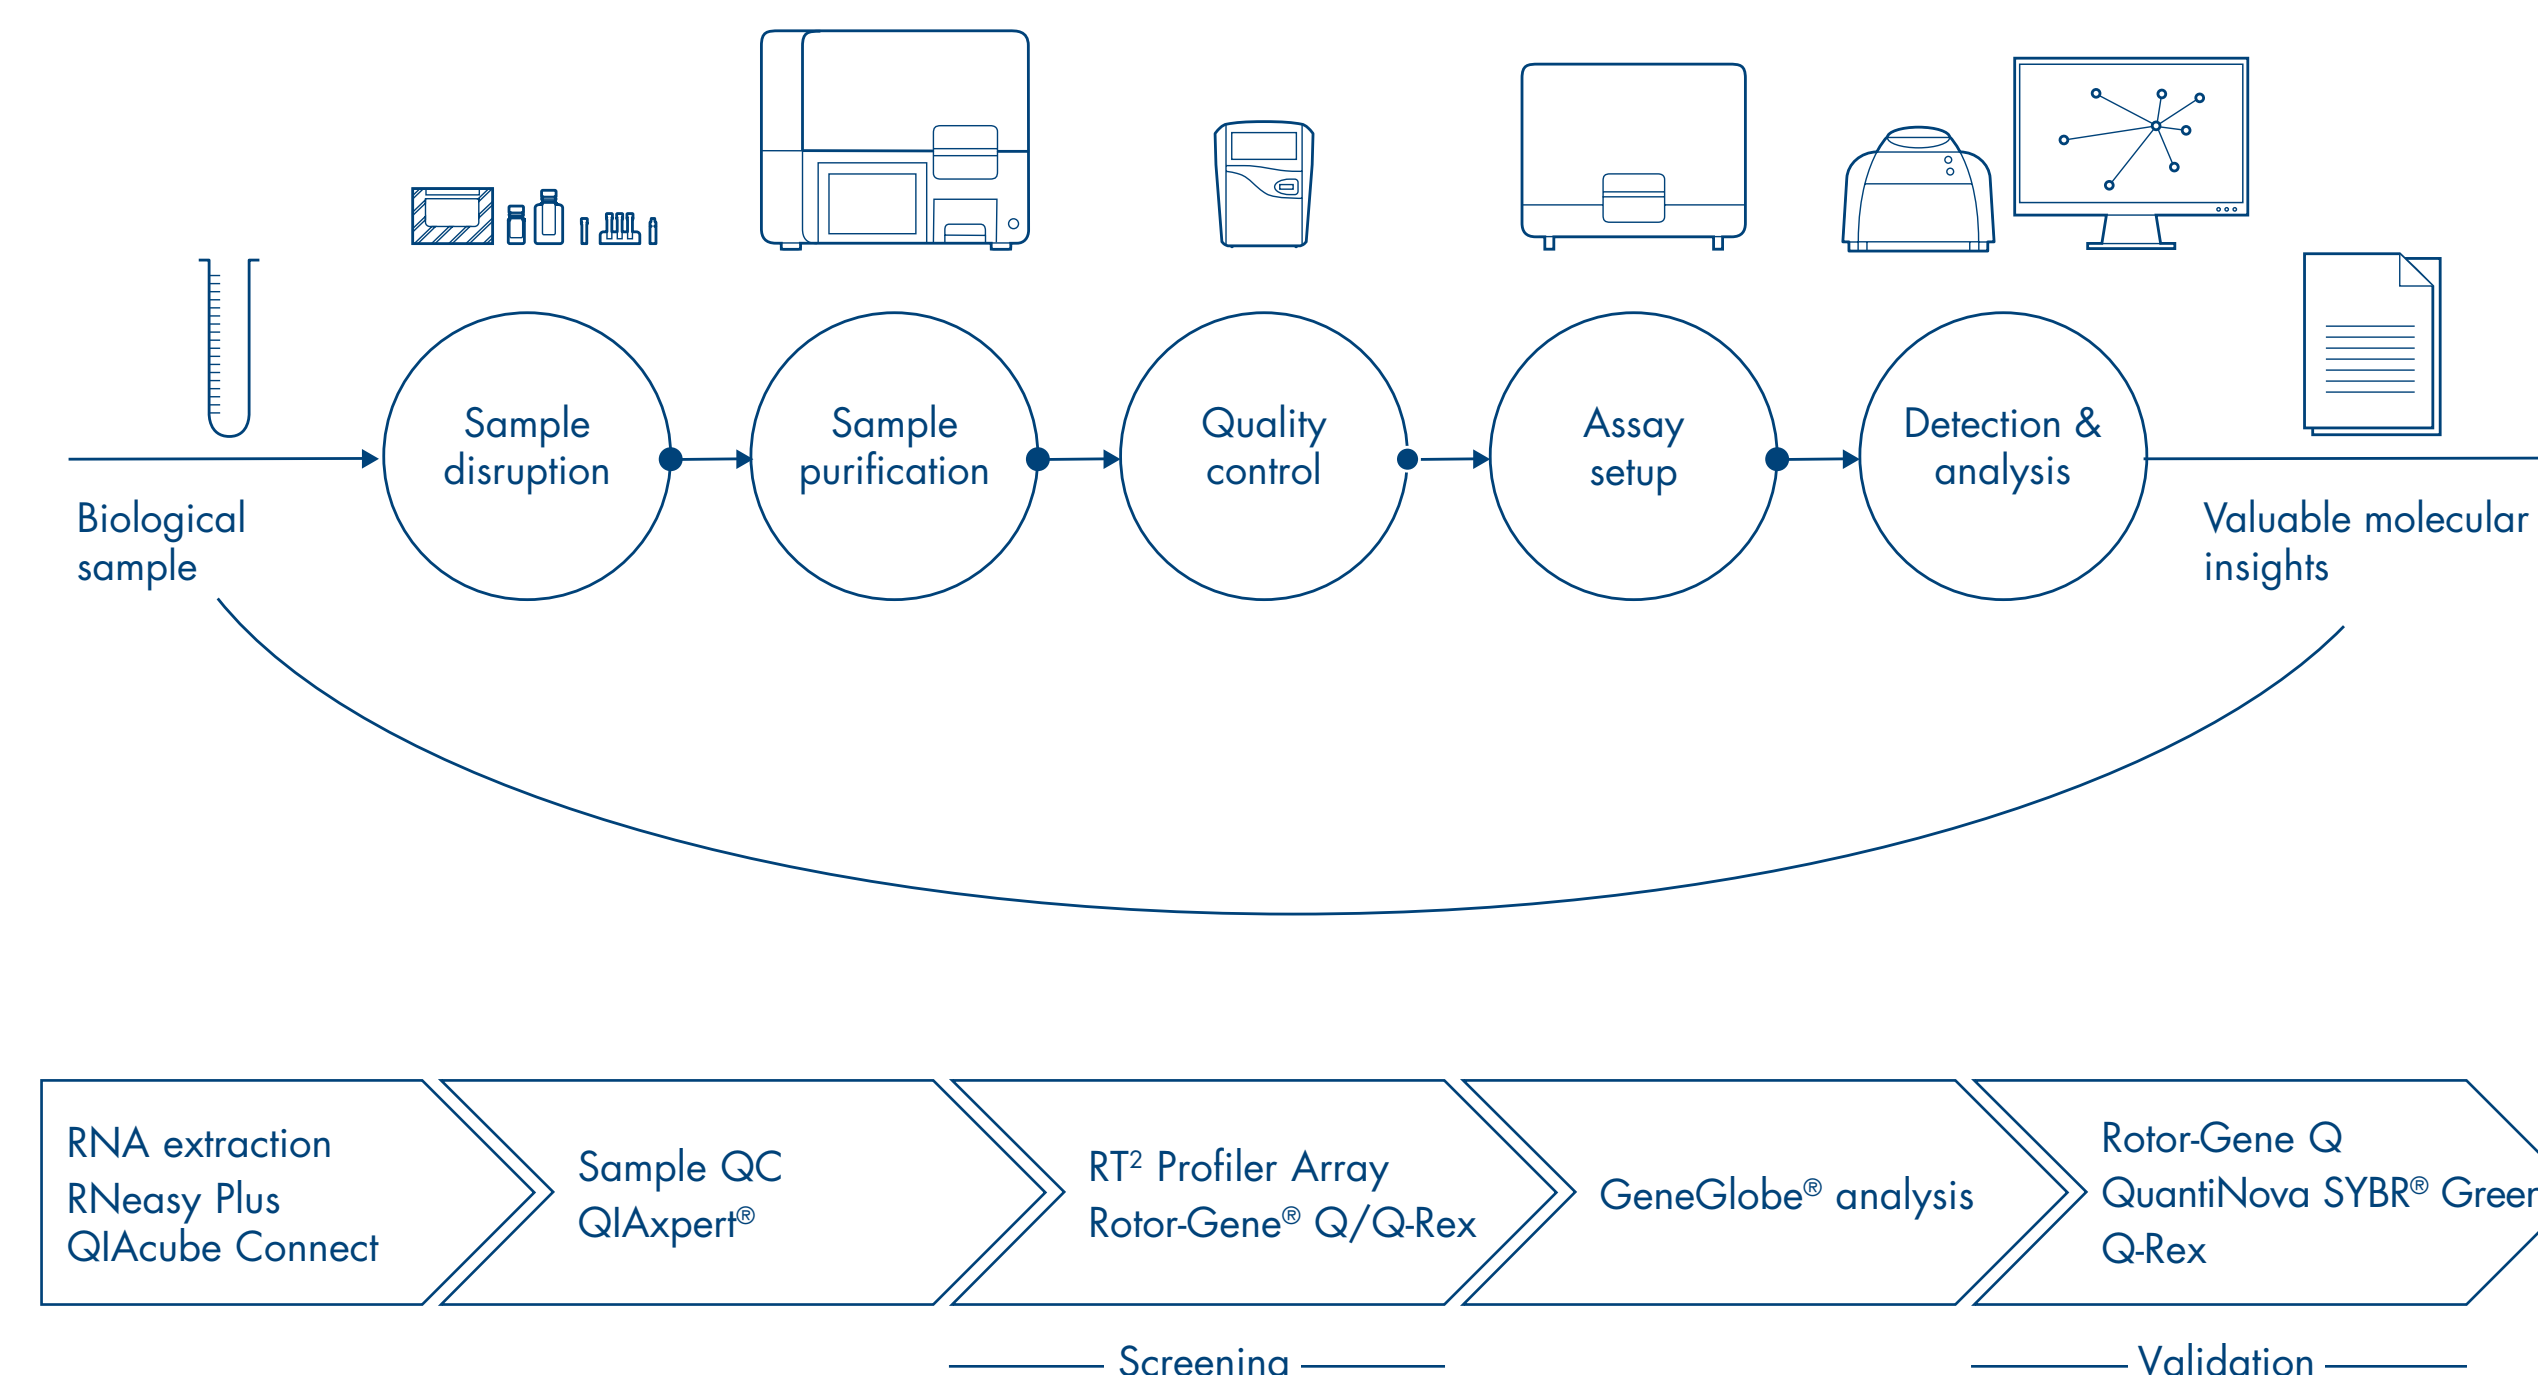 Sample
disruption
Sample
purification
Quality
control
Assay
setup
Detection &
analysis
Biological
sample
Valuable molecular
insights
RNA extraction
RNeasy Plus
QIAcube Connect
Sample QC
QIAxpert®
RT² Profiler Array
Rotor-Gene® Q/Q-Rex
GeneGlobe® analysis
Rotor-Gene Q
QuantiNova SYBR® Green
Q-Rex
Screening
Validation